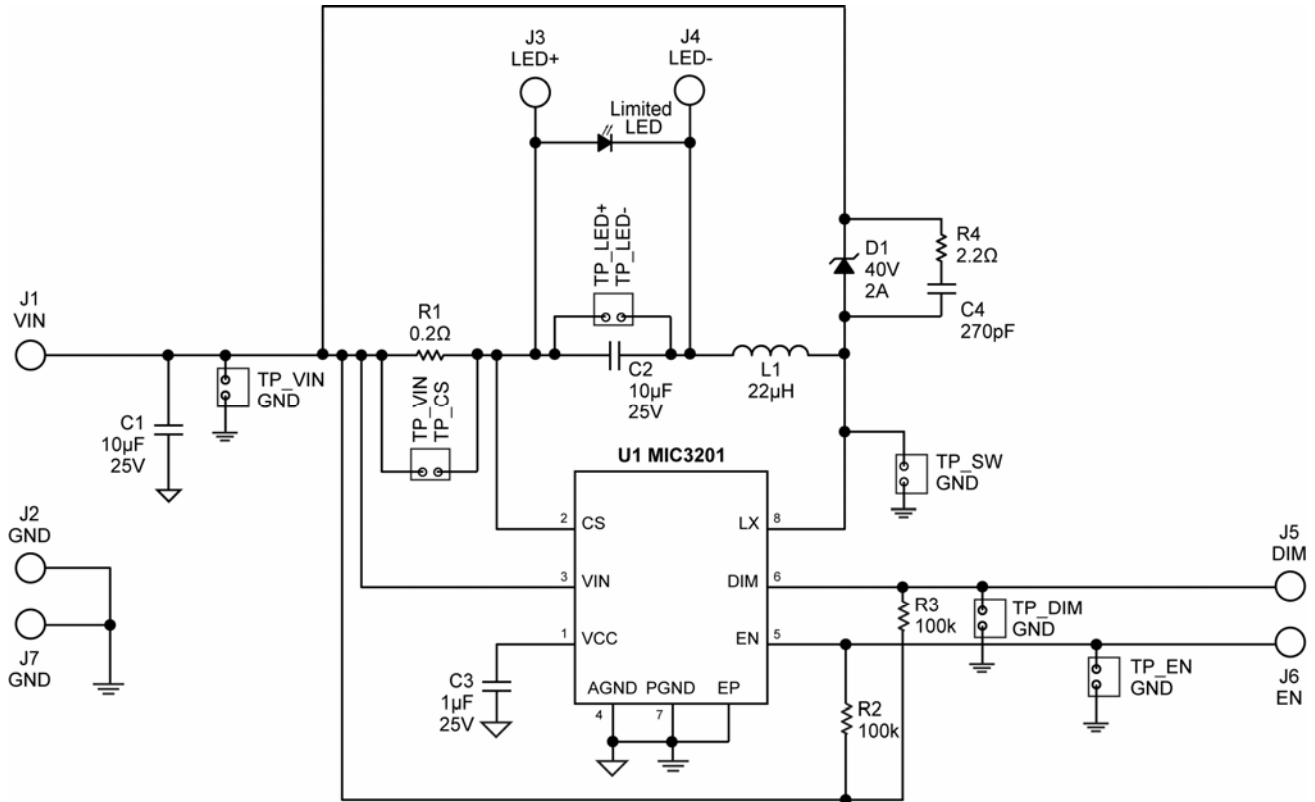 J3
LED+
J4
LED-
Limited
LED
TP_LED+
TP_LED-
D1
40V
2A
R4
2.2Ω
C4
270pF
J1
VIN
R1
0.2Ω
C2
10µF
25V
L1
22µH
TP_VIN
GND
TP_VIN
TP_CS
C1
10µF
25V
U1 MIC3201
TP_SW
GND
2
CS
LX
8
J2
GND
J5
DIM
3
VIN
DIM
6
R3
100k
TP_DIM
GND
J7
GND
1
VCC
EN
5
TP_EN
GND
J6
EN
C3
1µF
25V
AGND
PGND
EP
4
7
R2
100k